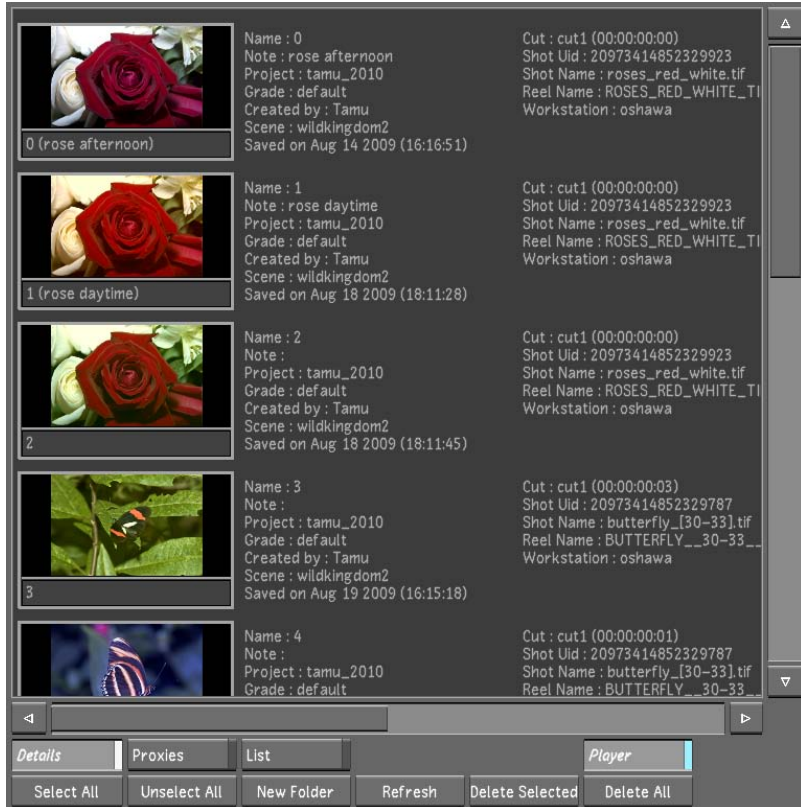 0 (rose afternoon)
Name : 0
Note : rose afternoon
Project : tamu_2010
Grade : default
Created by : Tamu
Scene : wildkingdom2
Saved on Aug 14 2009 (16:16:51)
Cut : cut1 (00:00:00:00)
Shot Uid : 20973414852329923
Shot Name : roses_red_white.tif
Reel Name : ROSES_RED_WHITE_TI
Workstation : oshawa
1 (rose daytime)
Name : 1
Note : rose daytime
Project : tamu_2010
Grade : default
Created by : Tamu
Scene : wildkingdom2
Saved on Aug 18 2009 (18:11:28)
Cut : cut1 (00:00:00:00)
Shot Uid : 20973414852329923
Shot Name : roses_red_white.tif
Reel Name : ROSES_RED_WHITE_TI
Workstation : oshawa
2
Name : 2
Note :
Project : tamu_2010
Grade : default
Created by : Tamu
Scene : wildkingdom2
Saved on Aug 18 2009 (18:11:45)
Cut : cut1 (00:00:00:00)
Shot Uid : 20973414852329923
Shot Name : roses_red_white.tif
Reel Name : ROSES_RED_WHITE_TI
Workstation : oshawa
3
Name : 3
Note :
Project : tamu_2010
Grade : default
Created by : Tamu
Scene : wildkingdom2
Saved on Aug 19 2009 (16:15:18)
Cut : cut1 (00:00:00:03)
Shot Uid : 20973414852329787
Shot Name : butterfly_[30-33].tif
Reel Name : BUTTERFLY__30-33__
Workstation : oshawa
Name : 4
Note :
Project : tamu_2010
Grade : default
Cut : cut1 (00:00:00:01)
Shot Uid : 20973414852329787
Shot Name : butterfly_[30-33].tif
Reel Name : BUTTERFLY__30-33__
Details
Proxies
List
Player
Select All
Unselect All
New Folder
Refresh
Delete Selected
Delete All